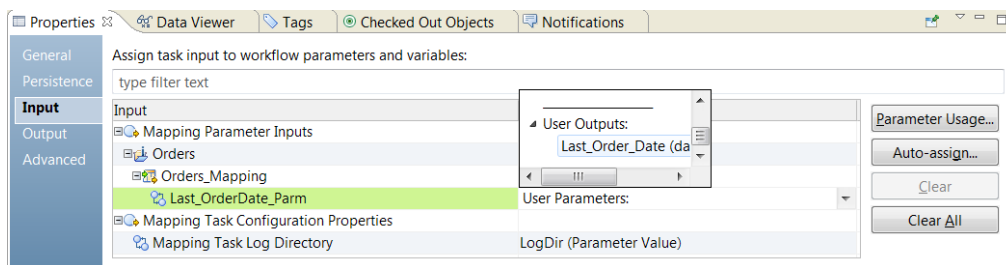 Properties Data Viewer Tags Checked Out Objects Notifications
General
Persistence
Input
Output
Advanced
Assign task input to workflow parameters and variables:
type filter text
Input
Mapping Parameter Inputs
Orders
Orders_Mapping
Last_OrderDate_Parm
Mapping Task Configuration Properties
Mapping Task Log Directory
User Outputs:
Last_Order_Date (da
User Parameters:
LogDir (Parameter Value)
Parameter Usage...
Auto-assign...
Clear
Clear All